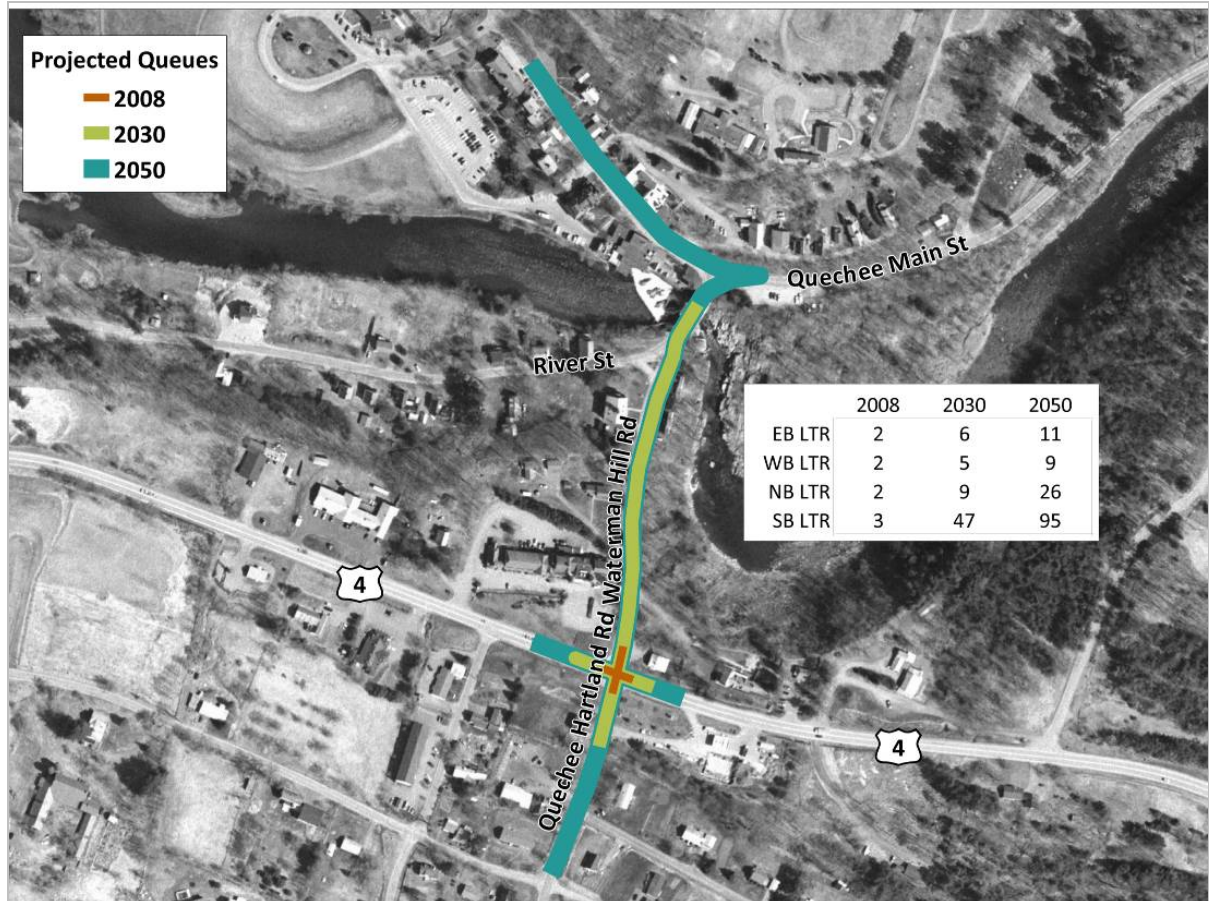 Projected Queues
2008
2030
2050
Quechee Main St
River St
Quechee Hartland Rd Waterman Hill Rd
2008 2030 2050
EB LTR 2 6 11
WB LTR 2 5 9
NB LTR 2 9 26
SB LTR 3 47 95
4
4